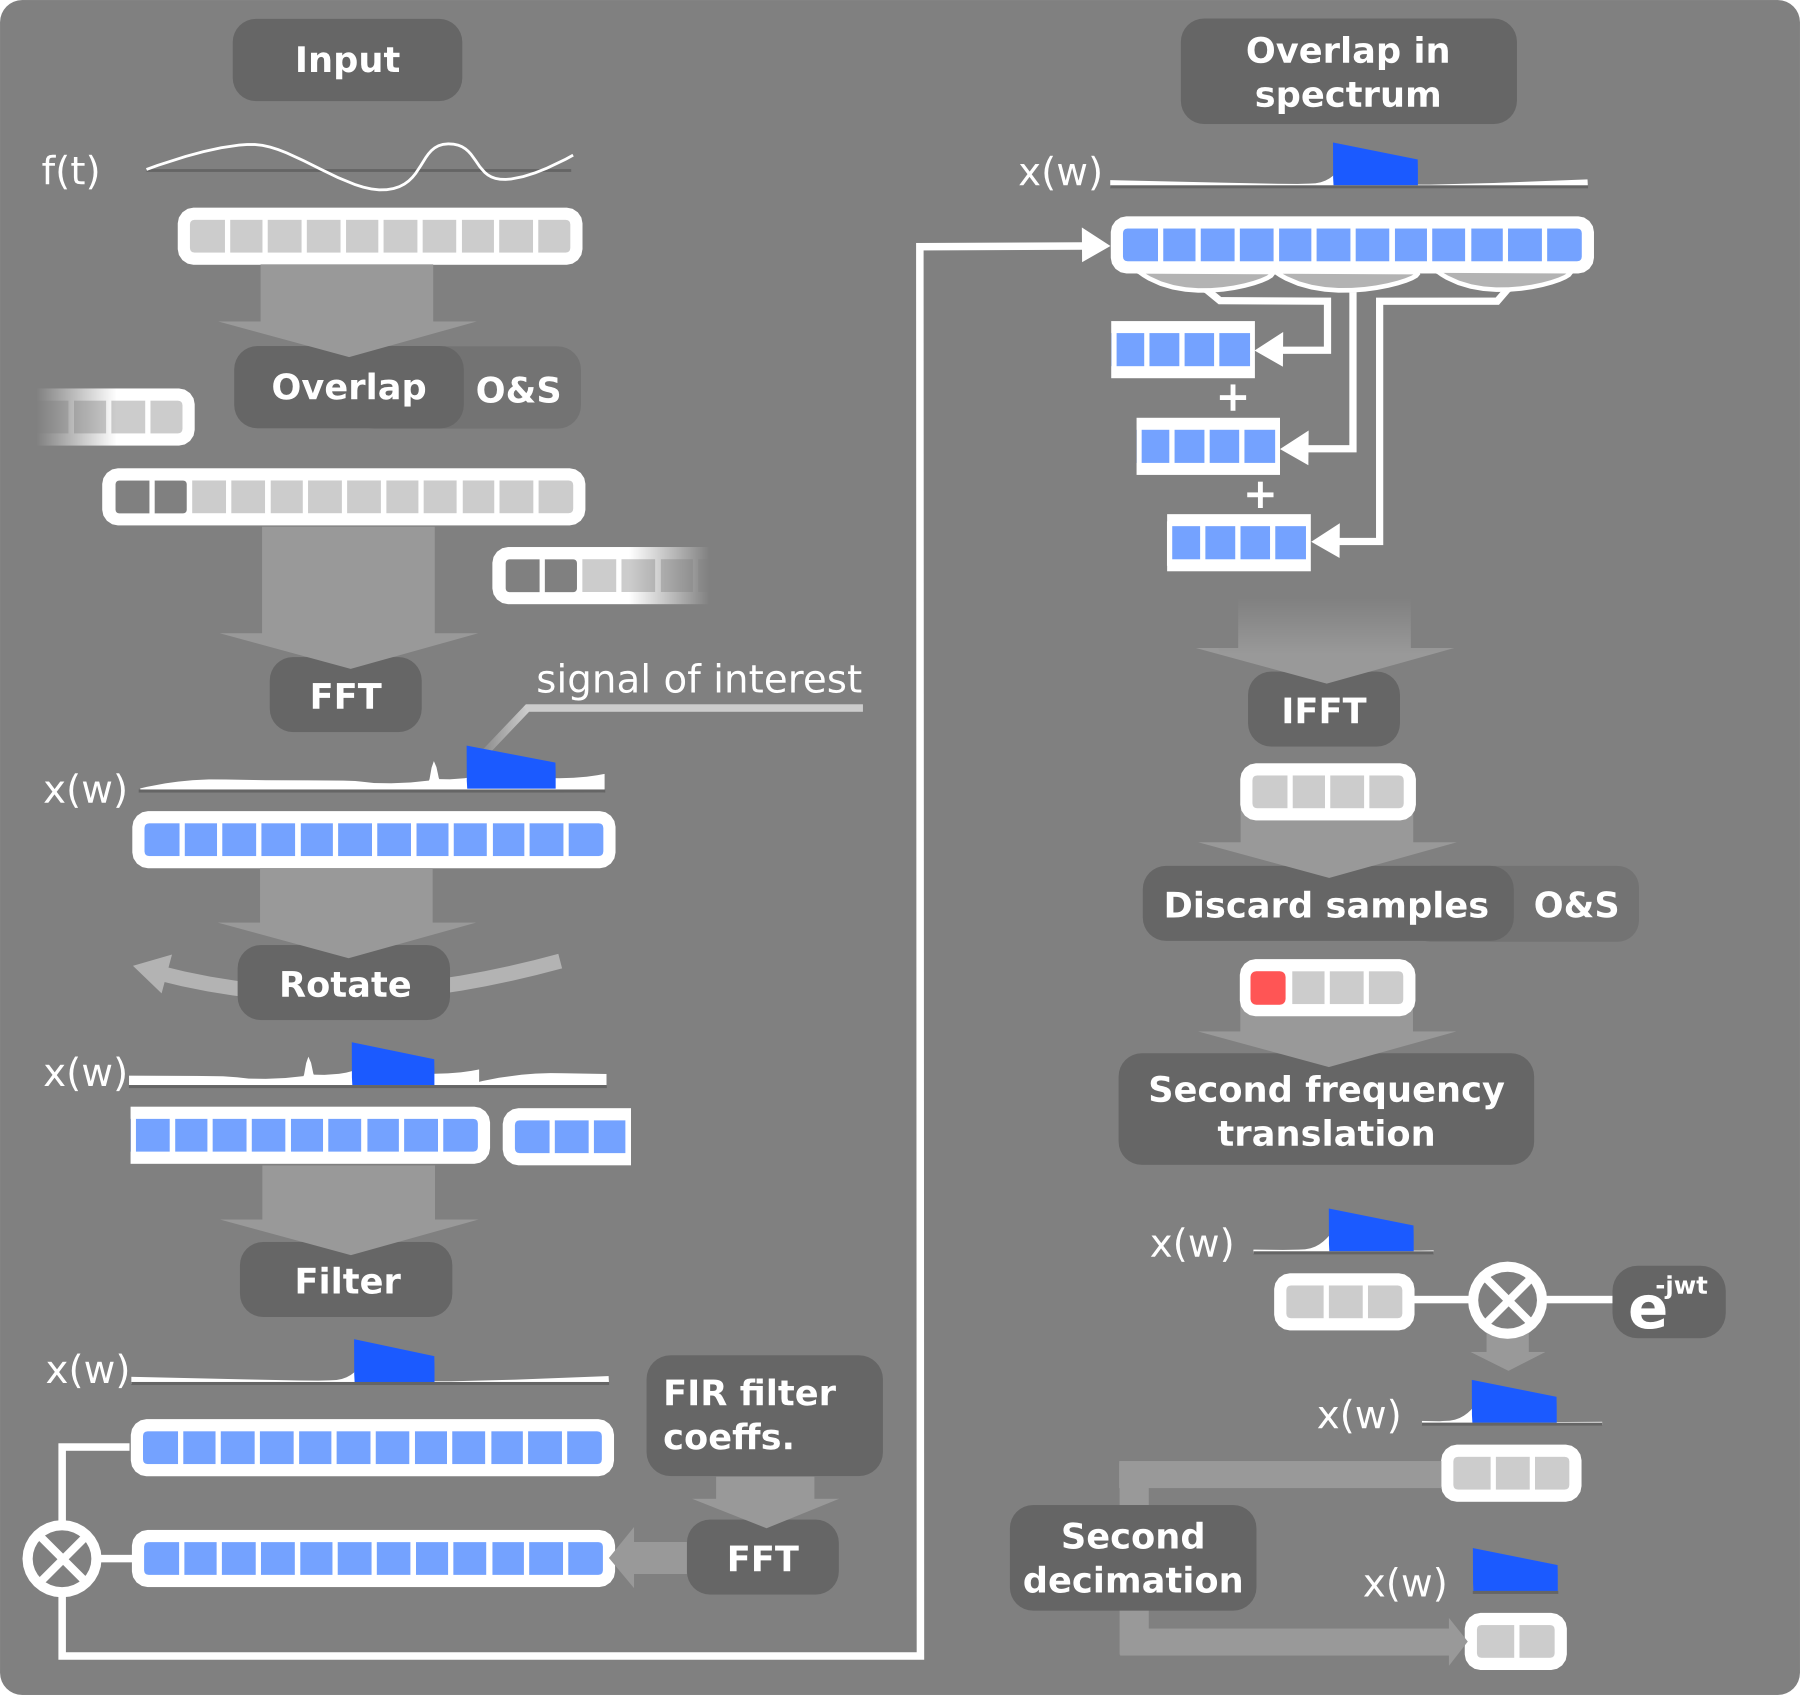 Input
f(t)
Overlap
O&S
FFT
signal of interest
x(w)
Rotate
x(w)
Filter
x(w)
FIR filter
coeffs.
FFT
Overlap in
spectrum
x(w)
+
+
IFFT
Discard samples
O&S
Second frequency
translation
x(w)
e-jwt
x(w)
Second
decimation
x(w)